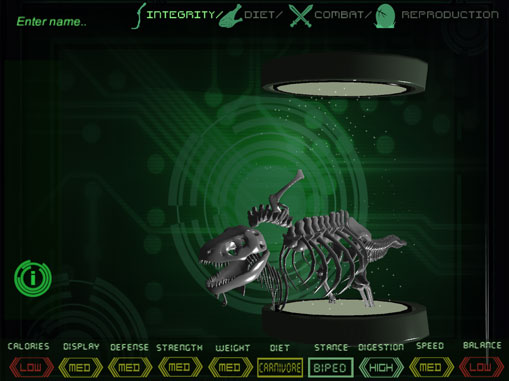 INTEGRITY/ DIET/ COMBAT/ REPRODUCTION
Enter name..
i
CALORIES DISPLAY DEFENSE STRENGTH WEIGHT DIET STANCE DIGESTION SPEED BALANCE
LOW MED MED MED MED CARNIVORE BIPED HIGH MED LOW